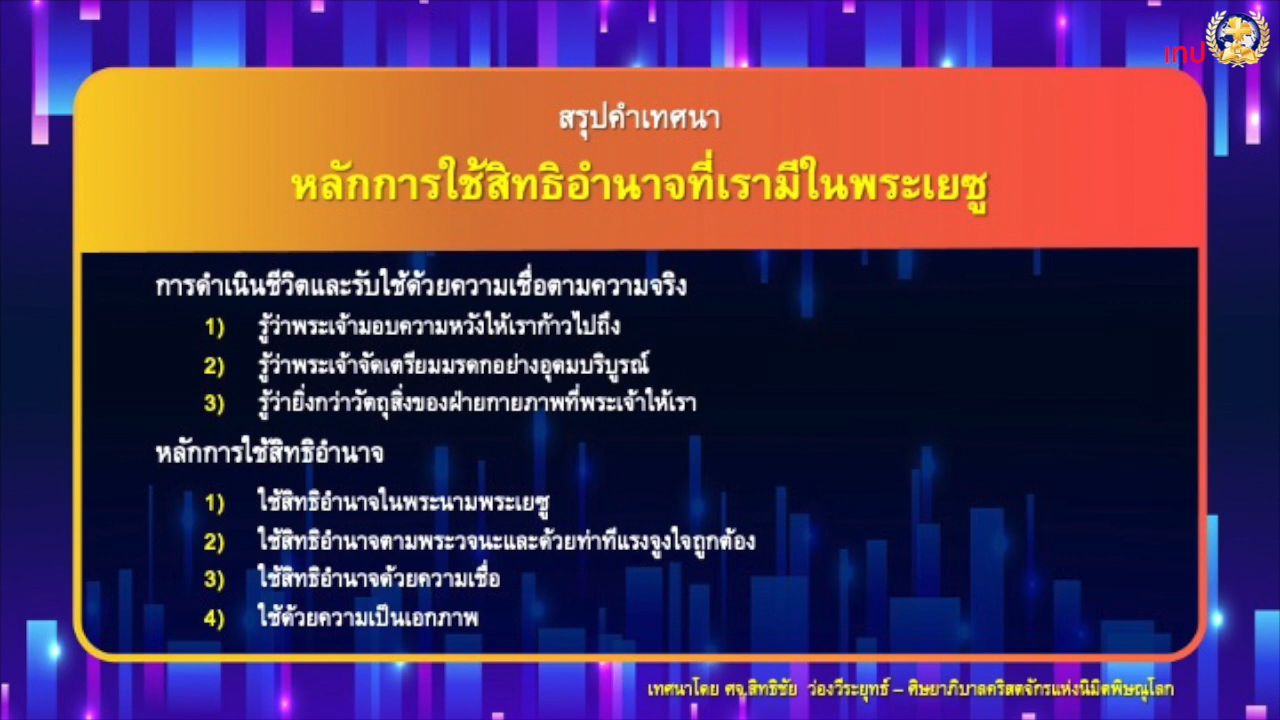 เทป
สรุปคำเทศนา
หลักการใช้สิทธิอำนาจที่เรามีในพระเยซู
การดำเนินชีวิตและรับใช้ด้วยความเชื่อตามความจริง
1) รู้ว่าพระเจ้ามอบความหวังให้เราก้าวไปถึง
2) รู้ว่าพระเจ้าจัดเตรียมมรดกอย่างอุดมบริบูรณ์
3) รู้ว่ายิ่งกว่าวัตถุสิ่งของฝ่ายกายภาพที่พระเจ้าให้เรา
หลักการใช้สิทธิอำนาจ
1) ใช้สิทธิอำนาจในพระนามพระเยซู
2) ใช้สิทธิอำนาจตามพระวจนะและด้วยท่าทีแรงจูงใจถูกต้อง
3) ใช้สิทธิอำนาจด้วยความเชื่อ
4) ใช้ด้วยความเป็นเอกภาพ
เทศนาโดย ศจ.สิทธิชัย ว่องวีระยุทธ์ – ศิษยาภิบาลคริสตจักรแห่งนิมิตพิษณุโลก